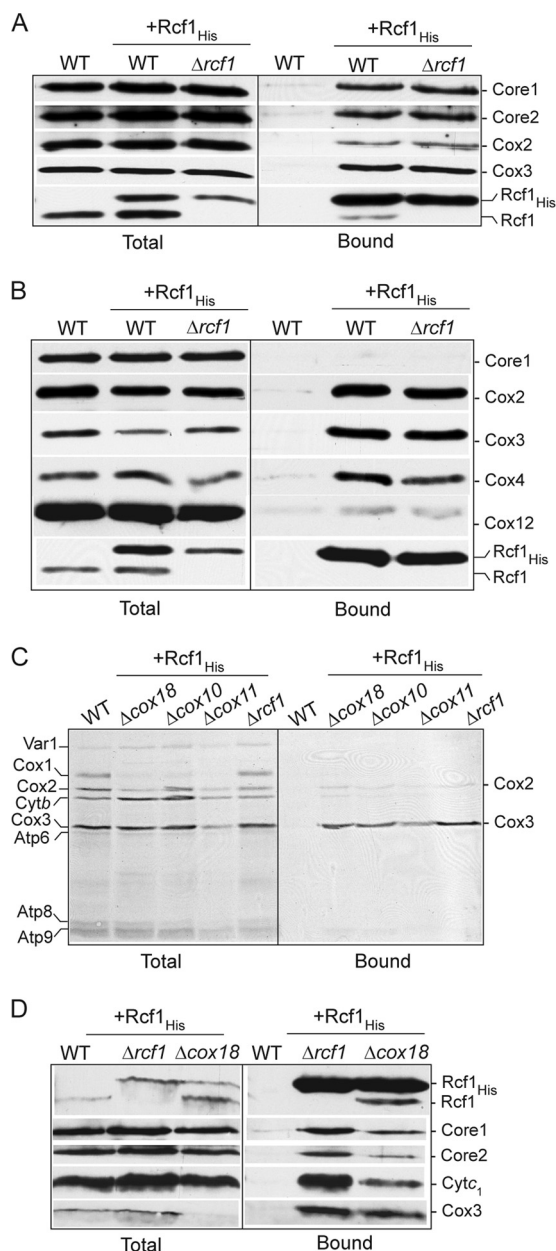 A
+Rcf1His +Rcf1His
WT WT Δrcf1 WT WT Δrcf1
Core1
Core2
Cox2
Cox3
Rcf1His
Rcf1
Total Bound
B
+Rcf1His +Rcf1His
WT WT Δrcf1 WT WT Δrcf1
Core1
Cox2
Cox3
Cox4
Cox12
Rcf1His
Rcf1
Total Bound
C
+Rcf1His +Rcf1His
WT Δcox18 Δcox10 Δcox11 Δrcf1 WT Δcox18 Δcox10 Δcox11 Δrcf1
Var1
Cox1
Cox2 Cox2
Cytb
Cox3 Cox3
Atp6
Atp8
Atp9
Total Bound
D
+Rcf1His +Rcf1His
WT Δrcf1 Δcox18 WT Δrcf1 Δcox18
Rcf1His
Rcf1
Core1
Core2
Cytc1
Cox3
Total Bound